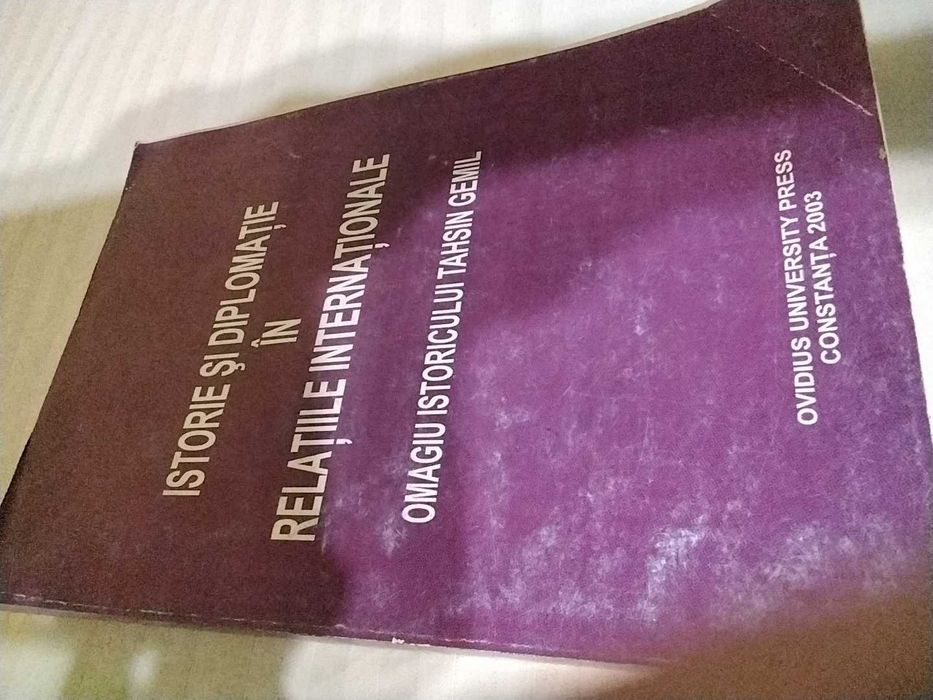 ISTORIE ŞI DIPLOMAŢIE
ÎN
RELAŢIILE INTERNAŢIONALE
OMAGIU ISTORICULUI TAHSIN GEMIL
OVIDIUS UNIVERSITY PRESS
CONSTANŢA 2003